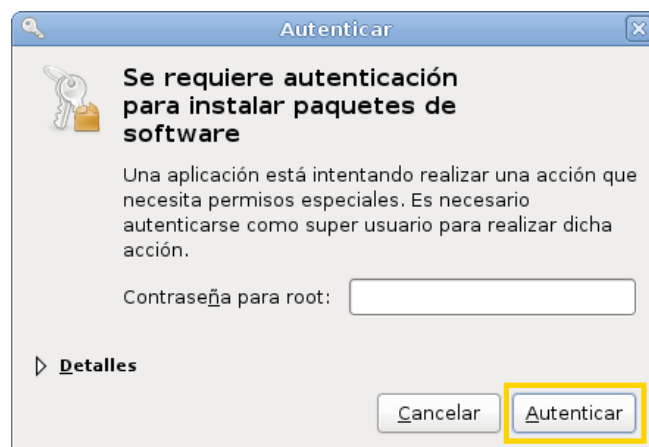 Autenticar
Se requiere autenticación
para instalar paquetes de
software
Una aplicación está intentando realizar una acción que
necesita permisos especiales. Es necesario
autenticarse como super usuario para realizar dicha
acción.
Contraseña para root:
Detalles
Cancelar
Autenticar